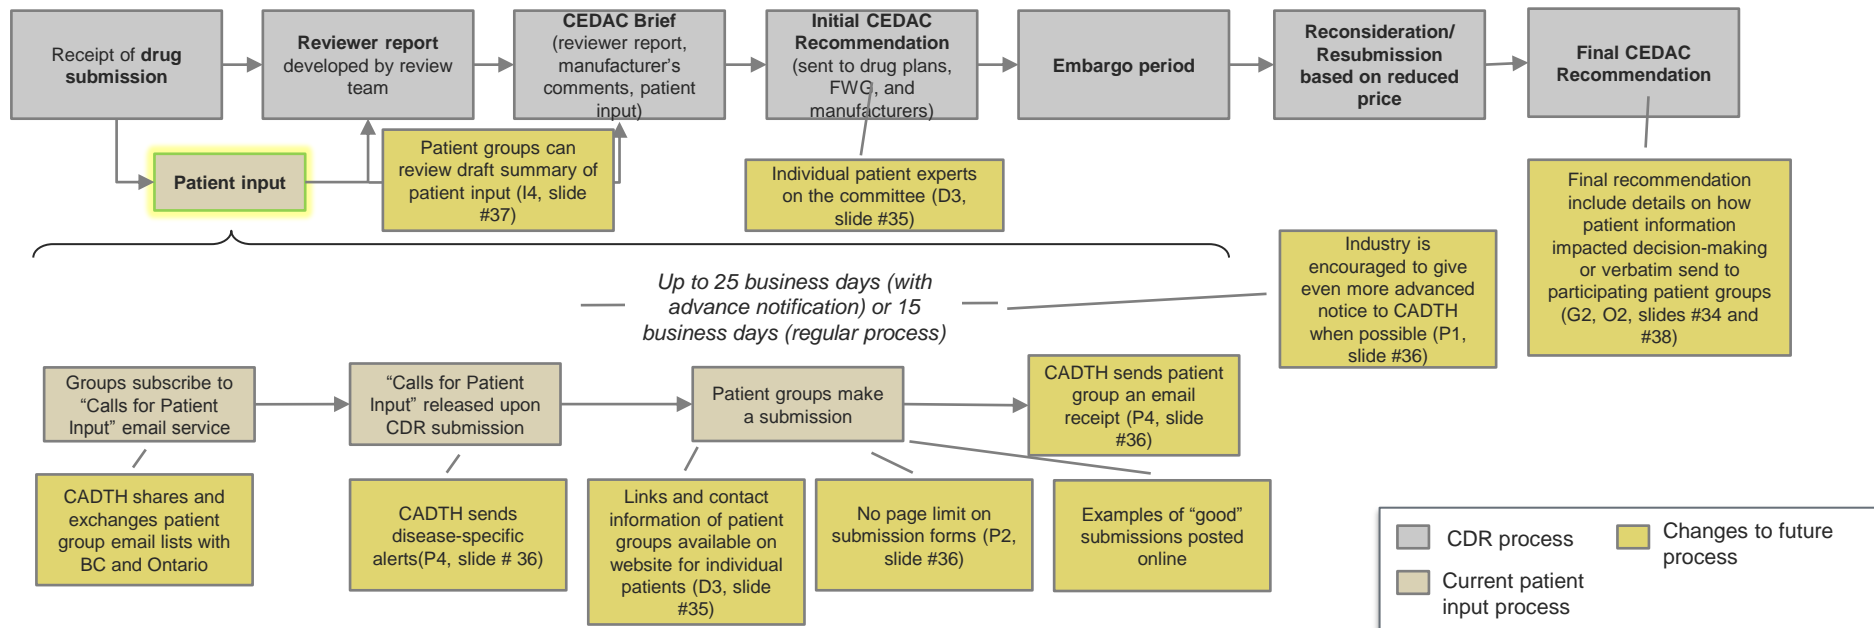 Receipt of drug
submission
Reviewer report
developed by review
team
CEDAC Brief
(reviewer report,
manufacturer's
comments, patient
input)
Initial CEDAC
Recommendation
(sent to drug plans,
FWG, and
manufacturers)
Embargo period
Reconsideration/
Resubmission
based on reduced
price
Final CEDAC
Recommendation
Patient input
Patient groups can
review draft summary of
patient input (I4, slide
#37)
Individual patient experts
on the committee (D3,
slide #35)
Final recommendation
include details on how
patient information
impacted decision-making
or verbatim send to
participating patient groups
(G2, O2, slides #34 and
#38)
Industry is
encouraged to give
even more advanced
notice to CADTH
when possible (P1,
slide #36)
Up to 25 business days (with
advance notification) or 15
business days (regular process)
Groups subscribe to
"Calls for Patient
Input" email service
"Calls for Patient
Input" released upon
CDR submission
Patient groups make
a submission
CADTH sends patient
group an email
receipt (P4, slide
#36)
CADTH shares and
exchanges patient
group email lists with
BC and Ontario
CADTH sends
disease-specific
alerts(P4, slide # 36)
Links and contact
information of patient
groups available on
website for individual
patients (D3, slide
#35)
No page limit on
submission forms (P2,
slide #36)
Examples of "good"
submissions posted
online
CDR process
Changes to future
process
Current patient
input process